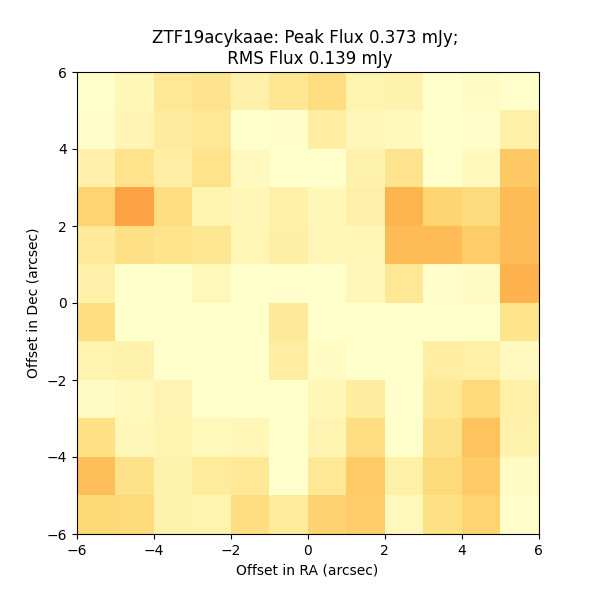 ZTF19acykaae: Peak Flux 0.373 mJy;
RMS Flux 0.139 mJy
6
4
2
0
−2
−4
−6
Offset in Dec (arcsec)
−6 −4 −2 0 2 4 6
Offset in RA (arcsec)